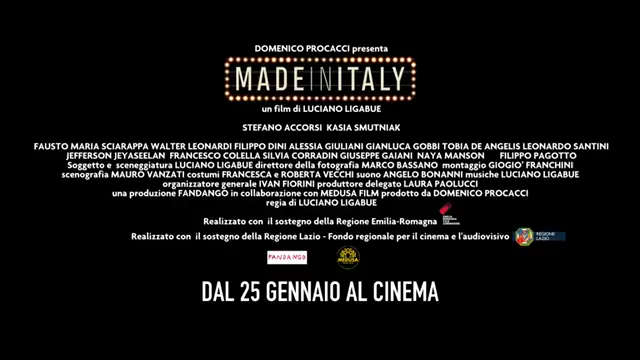 DOMENICO PROCACCI presenta
MADEINITALY
un film di LUCIANO LIGABUE
STEFANO ACCORSI KASIA SMUTNIAK
FAUSTO MARIA SCIARAPPA WALTER LEONARDI FILIPPO DINI ALESSIA GIULIANI GIANLUCA GOBBI TOBIA DE ANGELIS LEONARDO SANTINI
JEFFERSON JEYASEELAN FRANCESCO COLELLA SILVIA CORRADIN GIUSEPPE GAIANI NAYA MANSON FILIPPO PAGOTTO
Soggetto e sceneggiatura LUCIANO LIGABUE direttore della fotografia MARCO BASSANO montaggio GIOGIO' FRANCHINI
scenografia MAURO VANZATI costumi FRANCESCA e ROBERTA VECCHI suono ANGELO BONANNI musiche LUCIANO LIGABUE
organizzatore generale IVAN FIORINI produttore delegato LAURA PAOLUCCI
una produzione FANDANGO in collaborazione con MEDUSA FILM prodotto da DOMENICO PROCACCI
regia di LUCIANO LIGABUE
Realizzato con il sostegno della Regione Emilia-Romagna
Realizzato con il sostegno della Regione Lazio - Fondo regionale per il cinema e l'audiovisivo
REGIONE
LAZIO
FANDANGO
MEDUSA
DAL 25 GENNAIO AL CINEMA